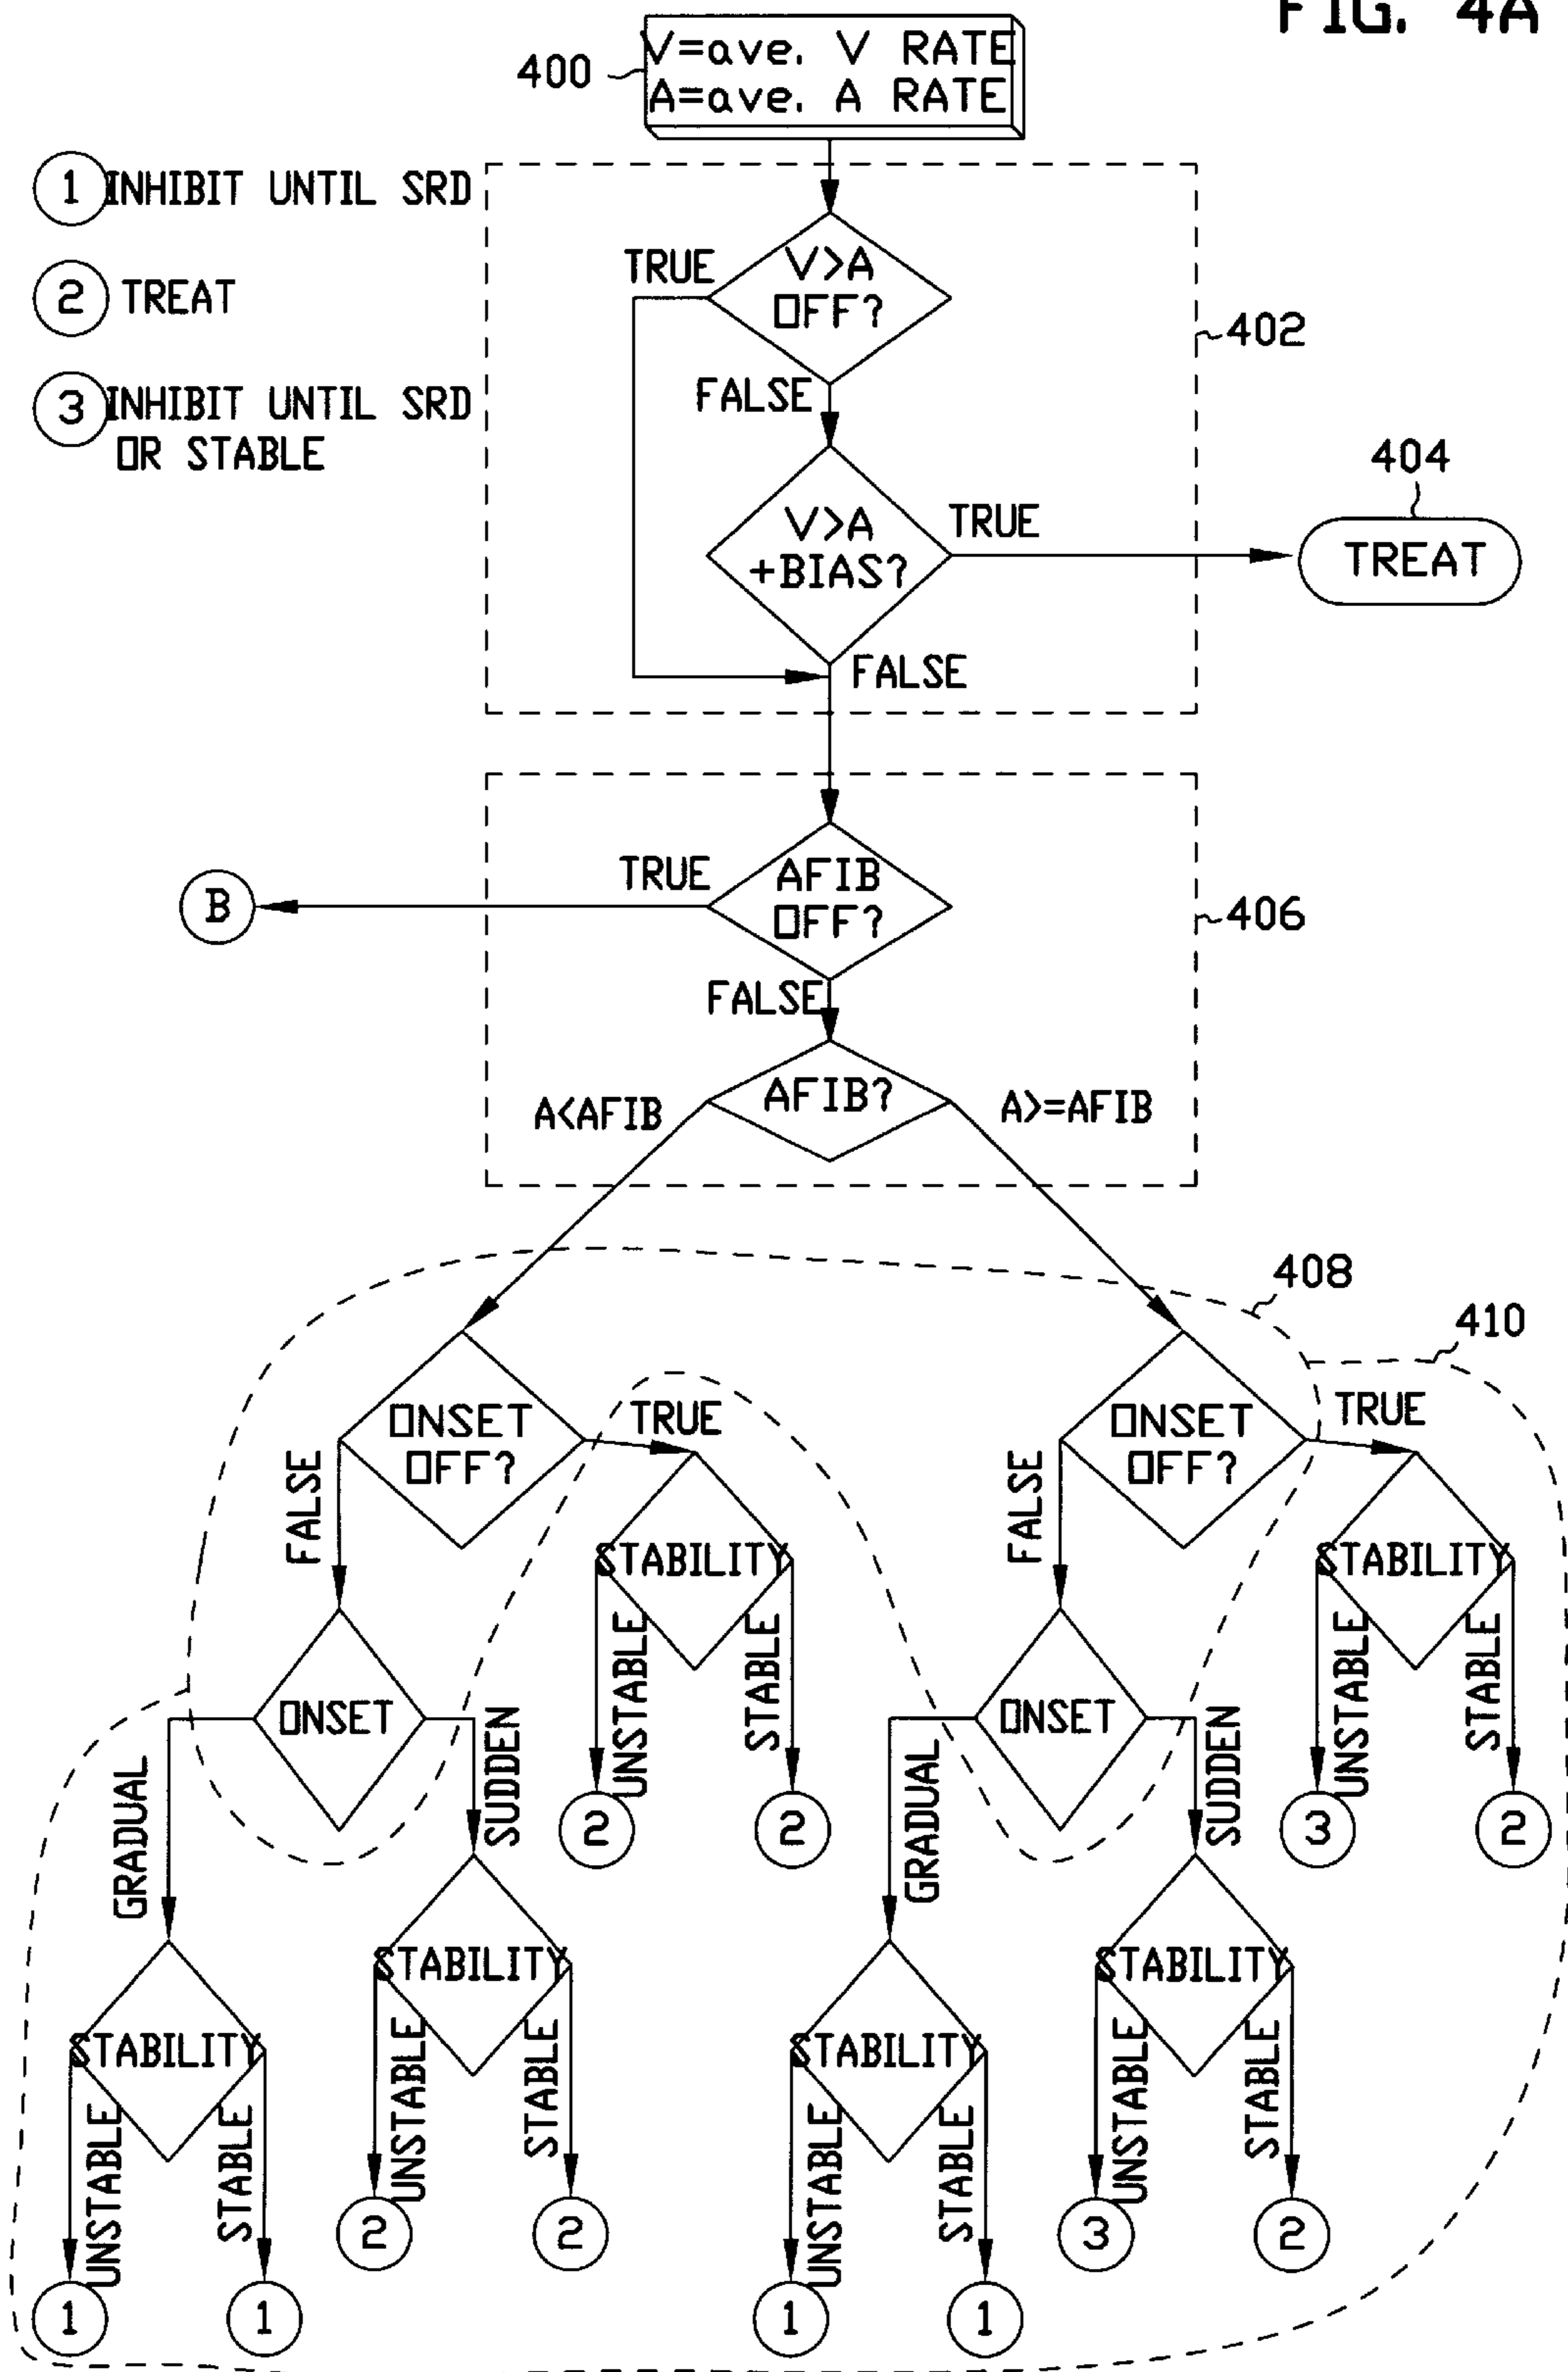 FIG. 4A
400
V=ave. V RATE
A=ave. A RATE
1 INHIBIT UNTIL SRD
2 TREAT
3 INHIBIT UNTIL SRD
OR STABLE
TRUE
V>A
OFF?
402
FALSE
404
V>A
+BIAS?
TRUE
TREAT
FALSE
TRUE
AFIB
OFF?
B
406
FALSE
A<AFIB
AFIB?
A>=AFIB
408
410
ONSET
OFF?
TRUE
FALSE
ONSET
OFF?
TRUE
FALSE
STABILITY
UNSTABLE
STABLE
STABILITY
UNSTABLE
STABLE
ONSET
GRADUAL
SUDDEN
ONSET
GRADUAL
SUDDEN
2
2
3
2
STABILITY
UNSTABLE
STABLE
STABILITY
UNSTABLE
STABLE
STABILITY
UNSTABLE
STABLE
STABILITY
UNSTABLE
STABLE
2
2
3
2
1
1
1
1